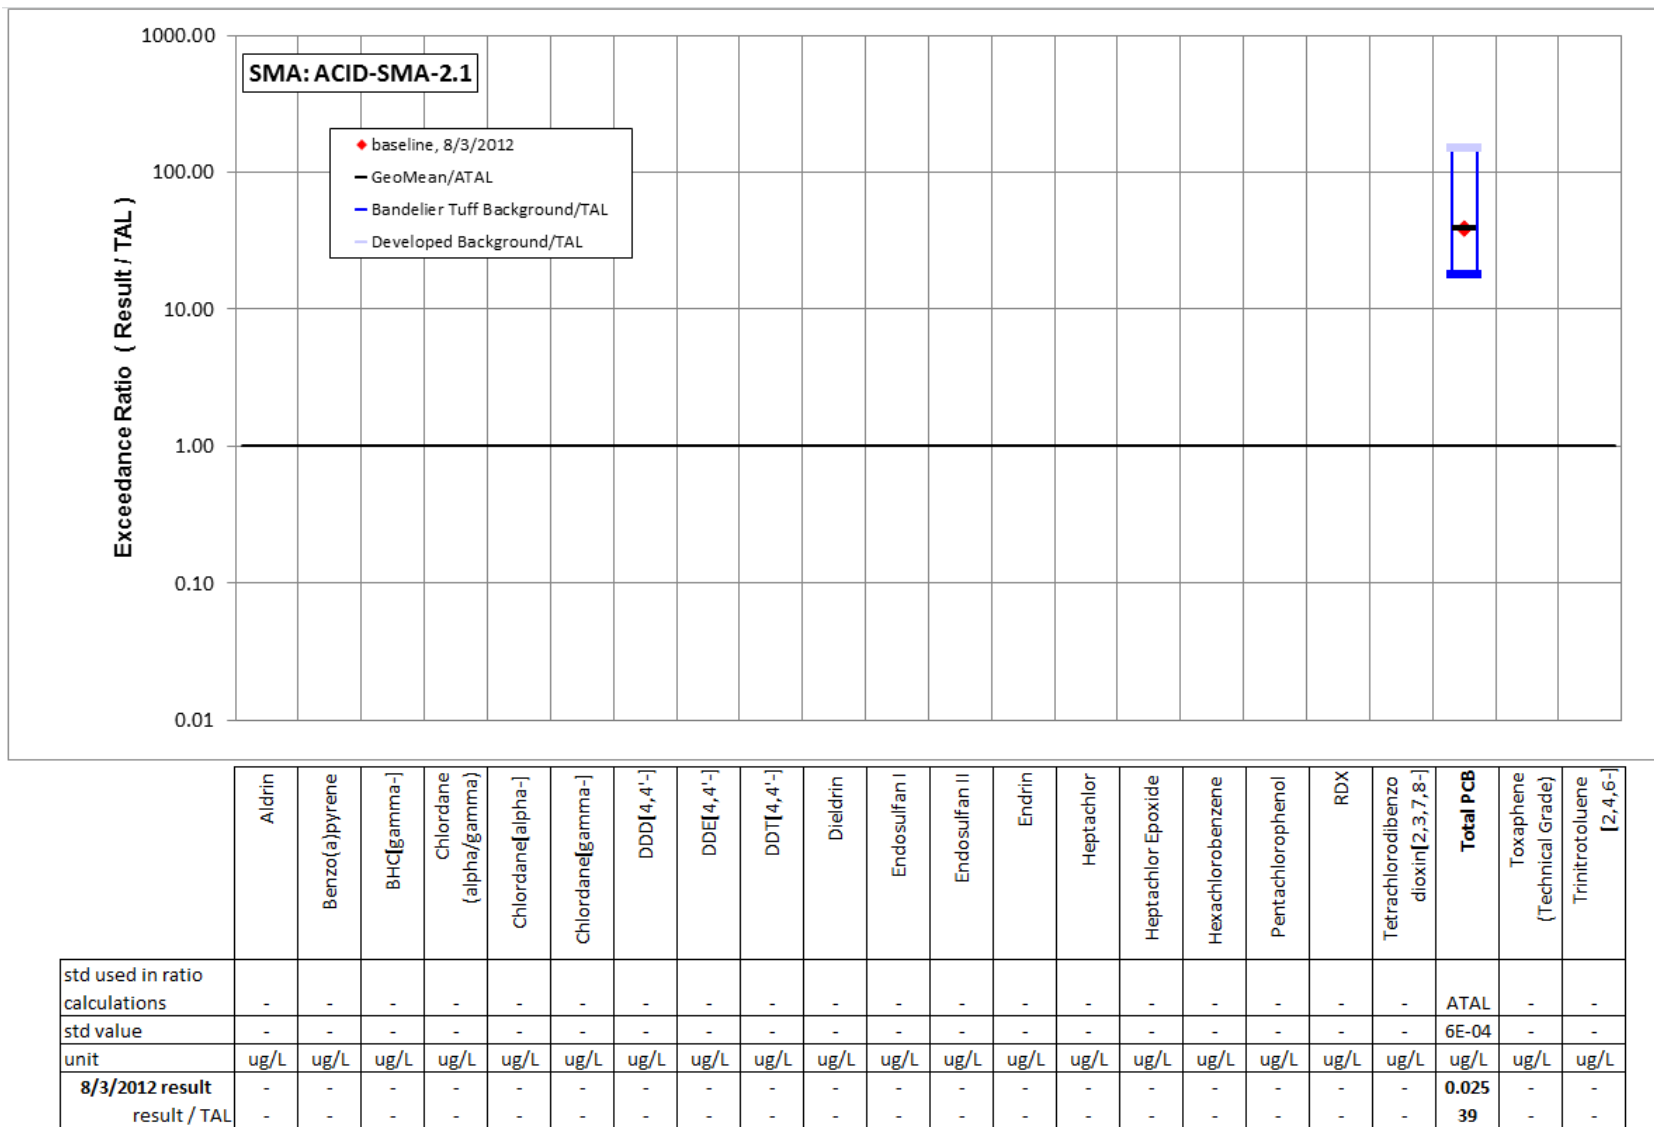 1000.00
SMA: ACID-SMA-2.1
baseline, 8/3/2012
GeoMean/ATAL
Bandelier Tuff Background/TAL
Developed Background/TAL
100.00
10.00
1.00
0.10
0.01
Exceedance Ratio ( Result / TAL )
Aldrin
Benzo(a)pyrene
BHC[gamma-]
Chlordane
(alpha/gamma)
Chlordane[alpha-]
Chlordane[gamma-]
DDD[4,4'-]
DDE[4,4'-]
DDT[4,4'-]
Dieldrin
Endosulfan I
Endosulfan II
Endrin
Heptachlor
Heptachlor Epoxide
Hexachlorobenzene
Pentachlorophenol
RDX
Tetrachlorodibenzo
dioxin[2,3,7,8-]
Total PCB
Toxaphene
(Technical Grade)
Trinitrotoluene
[2,4,6-]
std used in ratio
calculations - - - - - - - - - - - - - - - - - - - ATAL - -
std value - - - - - - - - - - - - - - - - - - - 6E-04 - -
unit ug/L ug/L ug/L ug/L ug/L ug/L ug/L ug/L ug/L ug/L ug/L ug/L ug/L ug/L ug/L ug/L ug/L ug/L ug/L ug/L ug/L ug/L
8/3/2012 result - - - - - - - - - - - - - - - - - - - 0.025 - -
result / TAL - - - - - - - - - - - - - - - - - - - 39 - -